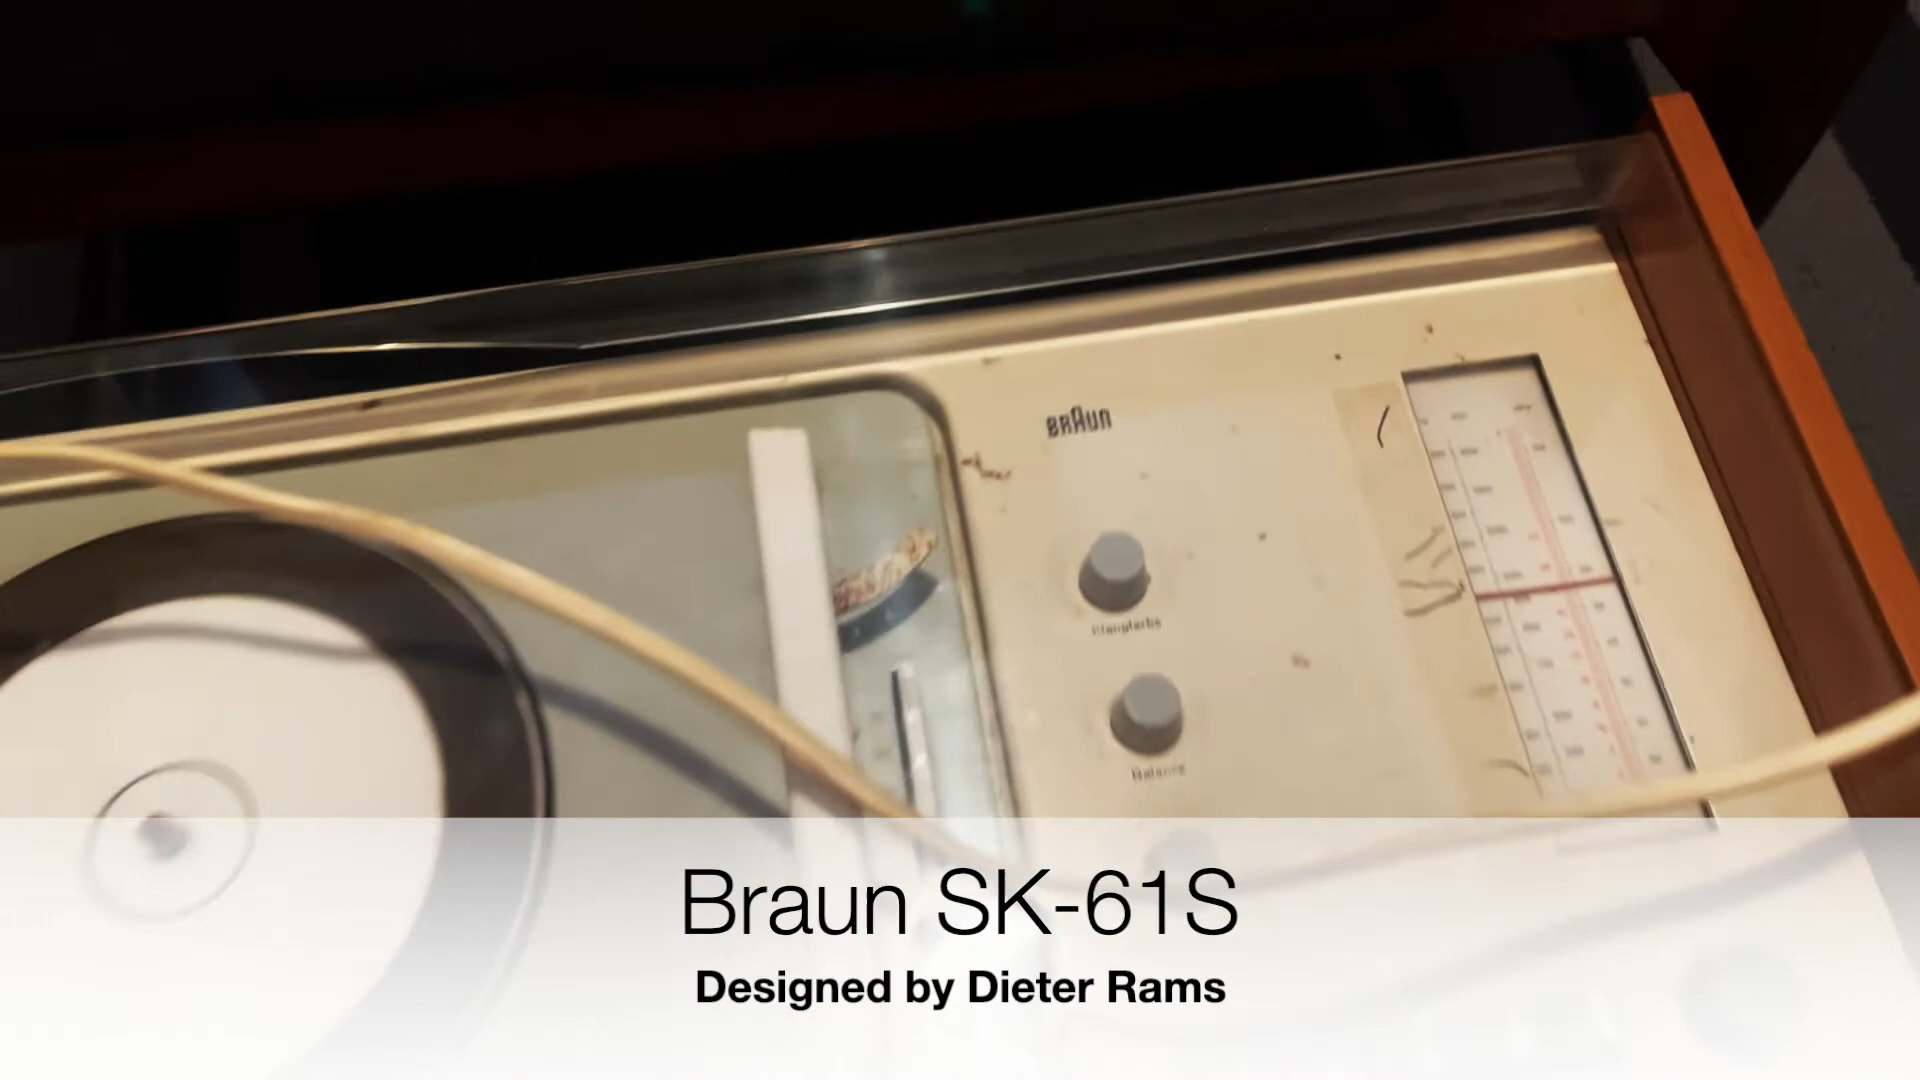 BRAUN
Klangfarbe
Balance
Braun SK-61S
Designed by Dieter Rams